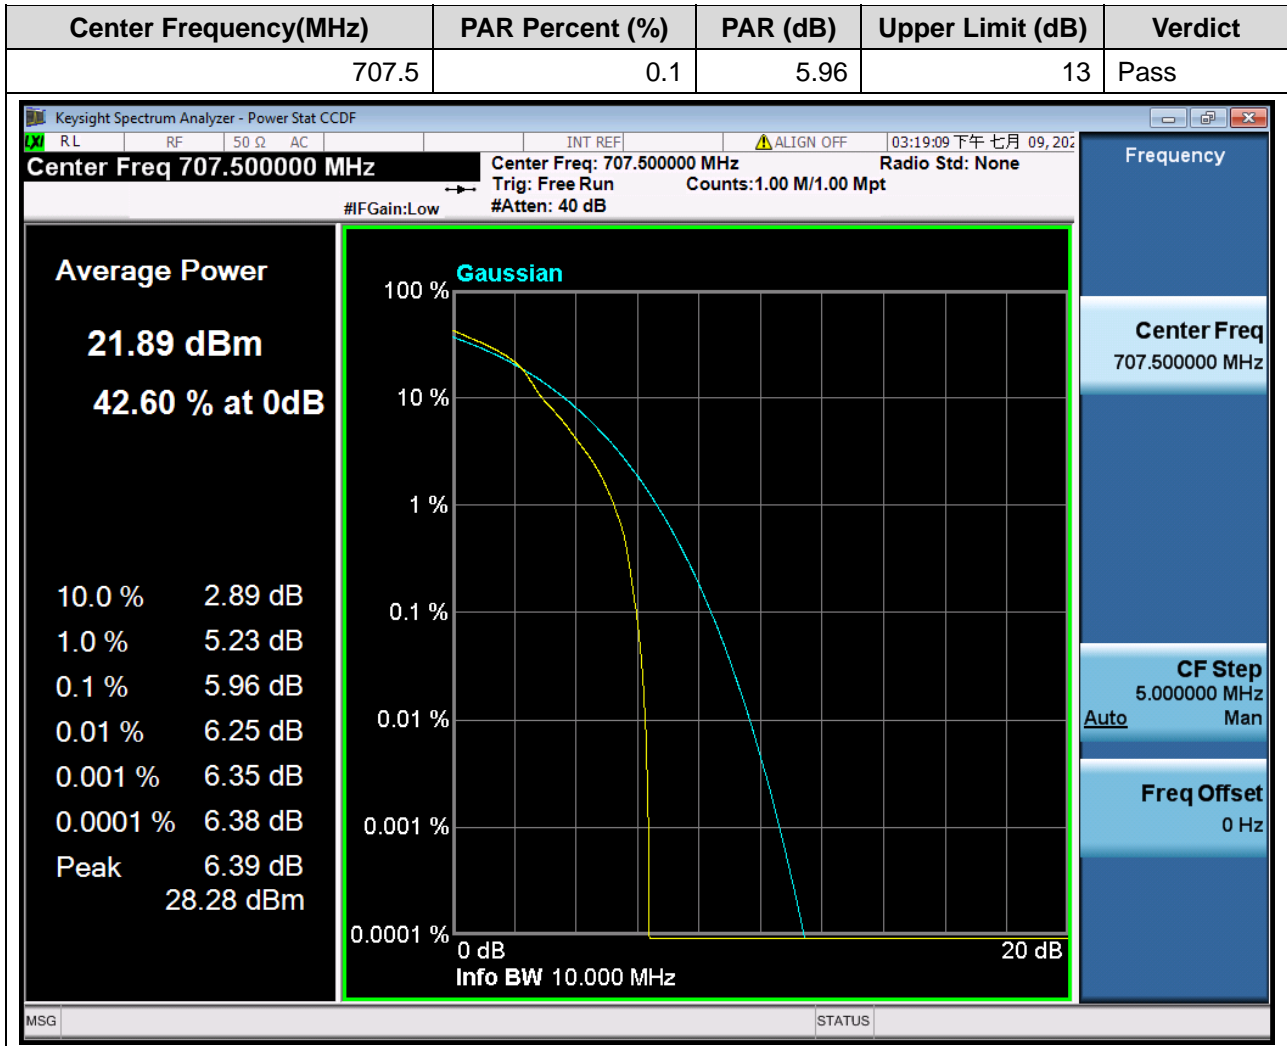 Center Frequency(MHz) PAR Percent (%) PAR (dB) Upper Limit (dB) Verdict
707.5 0.1 5.96 13 Pass
Keysight Spectrum Analyzer - Power Stat CCDF
LXI RL RF 50 Ω AC INT REF ALIGN OFF 03:19:09 下午 七月 09, 202
Center Freq 707.500000 MHz
Center Freq: 707.500000 MHz Radio Std: None
Trig: Free Run Counts:1.00 M/1.00 Mpt
#IFGain:Low #Atten: 40 dB
Average Power
21.89 dBm
42.60 % at 0dB
10.0 % 2.89 dB
1.0 % 5.23 dB
0.1 % 5.96 dB
0.01 % 6.25 dB
0.001 % 6.35 dB
0.0001 % 6.38 dB
Peak 6.39 dB
28.28 dBm
Gaussian
100 %
10 %
1 %
0.1 %
0.01 %
0.001 %
0.0001 %
0 dB 20 dB
Info BW 10.000 MHz
Frequency
Center Freq
707.500000 MHz
CF Step
5.000000 MHz
Auto Man
Freq Offset
0 Hz
MSG STATUS